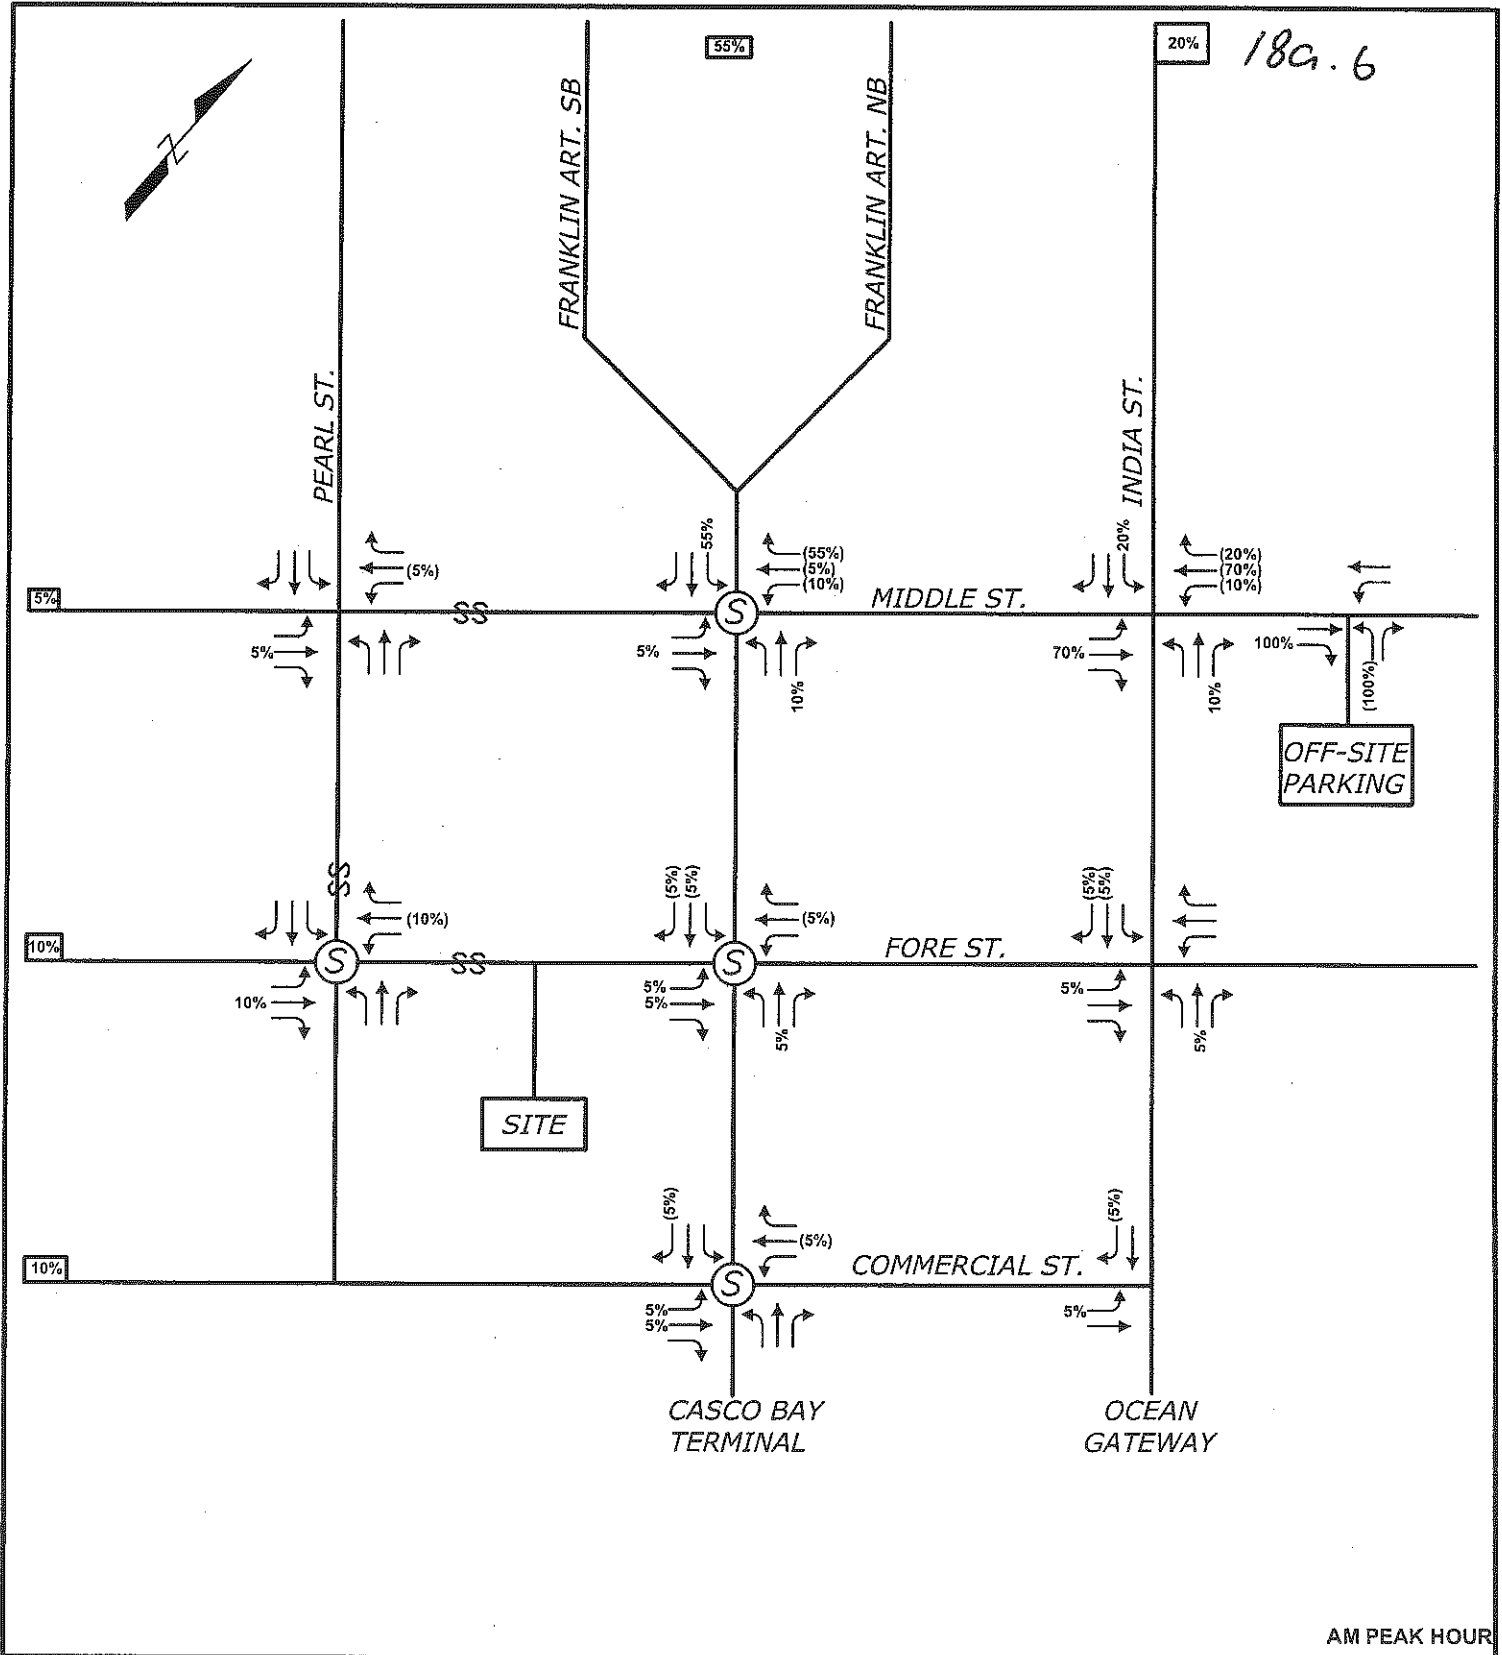 55%
20%
18a.6
Z
FRANKLIN ART. SB
FRANKLIN ART. NB
PEARL ST.
INDIA ST.
55%
20%
(55%)
(5%)
(10%)
(20%)
(70%)
(10%)
(5%)
5%
MIDDLE ST.
S
5%
5%
70%
100%
10%
10%
(100%)
OFF-SITE
PARKING
(5%)
(5%)
(5%)
(5%)
(10%)
(5%)
10%
FORE ST.
S
S
10%
5%
5%
5%
5%
5%
SITE
(5%)
(5%)
(5%)
10%
COMMERCIAL ST.
S
5%
5%
5%
CASCO BAY
TERMINAL
OCEAN
GATEWAY
AM PEAK HOUR